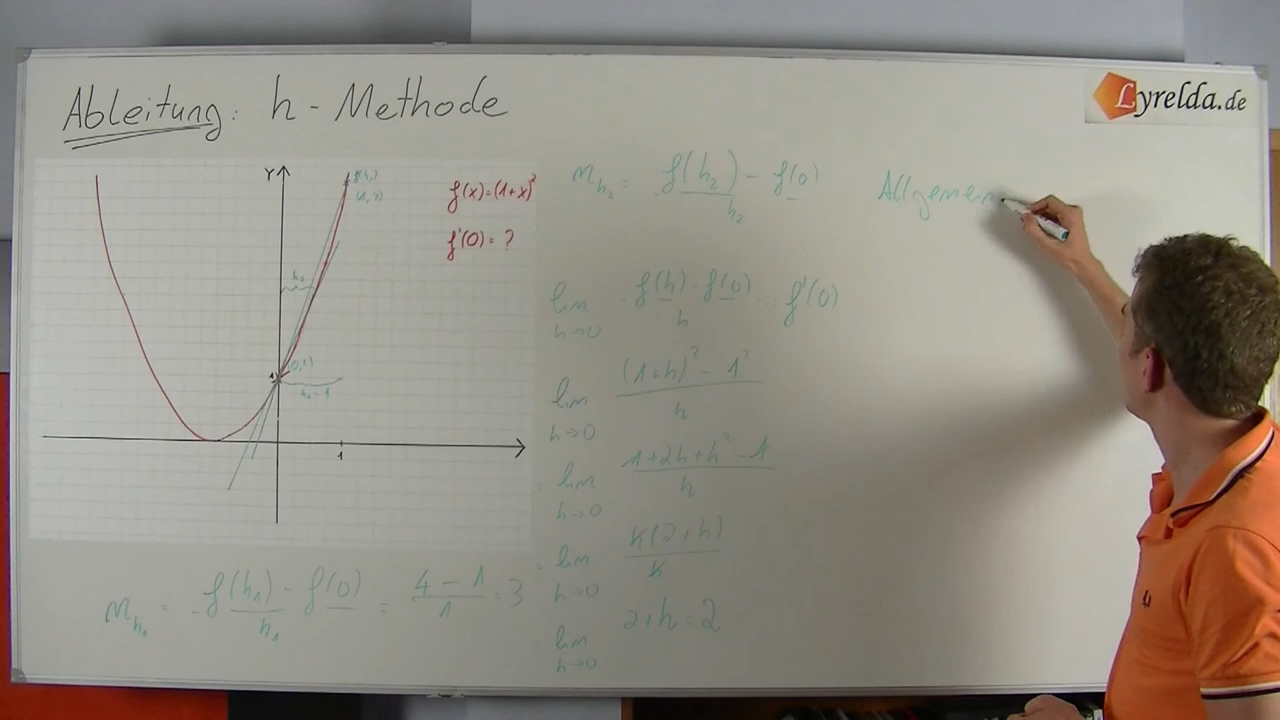 Ableitung: h - Methode
Lyrelda.de
Y
f(x)=(1+x)²
f'(0) = ?
h₂
1
1
m_h₁ = (f(h₁) - f(0)) / h₁ = (4 - 1) / 1 = 3
m_h₂ = (f(h₂) - f(0)) / h₂
lim h→0 (f(h) - f(0)) / h = f'(0)
lim h→0 ((1+h)² - 1²) / h
= lim h→0 (1+2h+h² - 1) / h
= lim h→0 h(2+h) / h
= lim h→0 2+h = 2
Allgemein